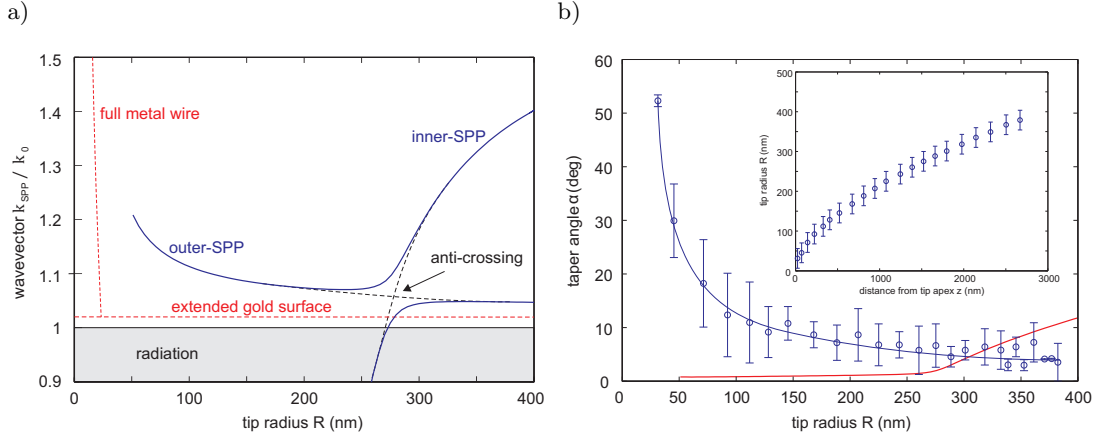 a)
1.5
1.4
1.3
1.2
1.1
1
0.9
wavevector k_SPP / k_0
full metal wire
inner-SPP
outer-SPP
anti-crossing
extended gold surface
radiation
0 100 200 300 400
tip radius R (nm)
b)
60
50
40
30
20
10
0
taper angle α (deg)
0 50 100 150 200 250 300 350 400
tip radius R (nm)
500
400
300
200
100
0
tip radius R (nm)
0 1000 2000 3000
distance from tip apex z (nm)